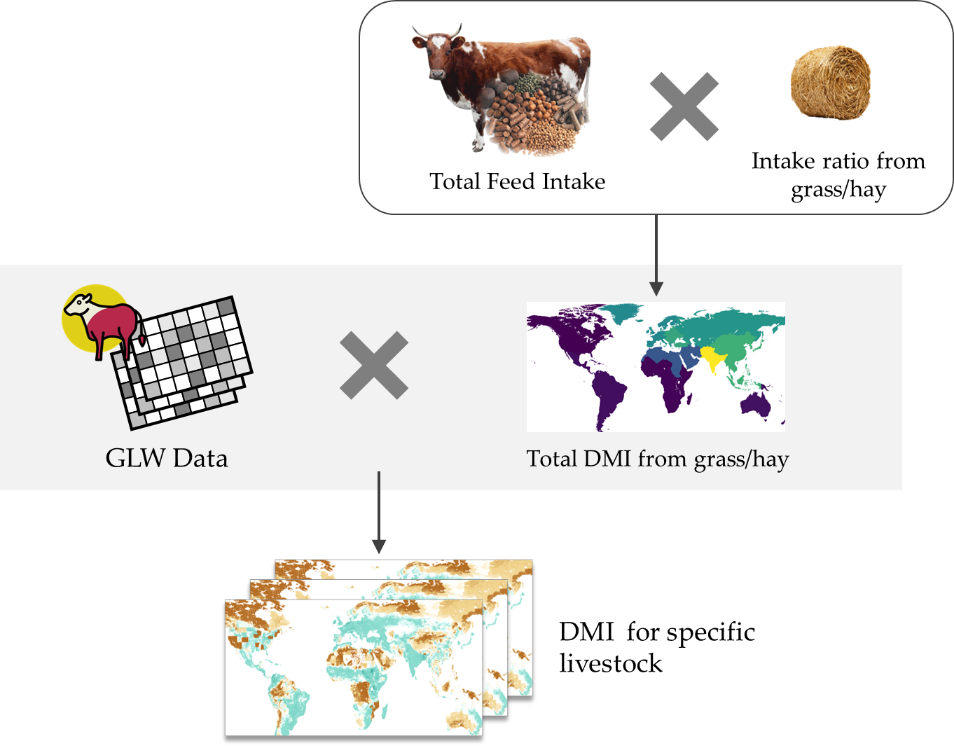 Total Feed Intake
Intake ratio from
grass/hay
GLW Data
Total DMI from grass/hay
DMI for specific
livestock